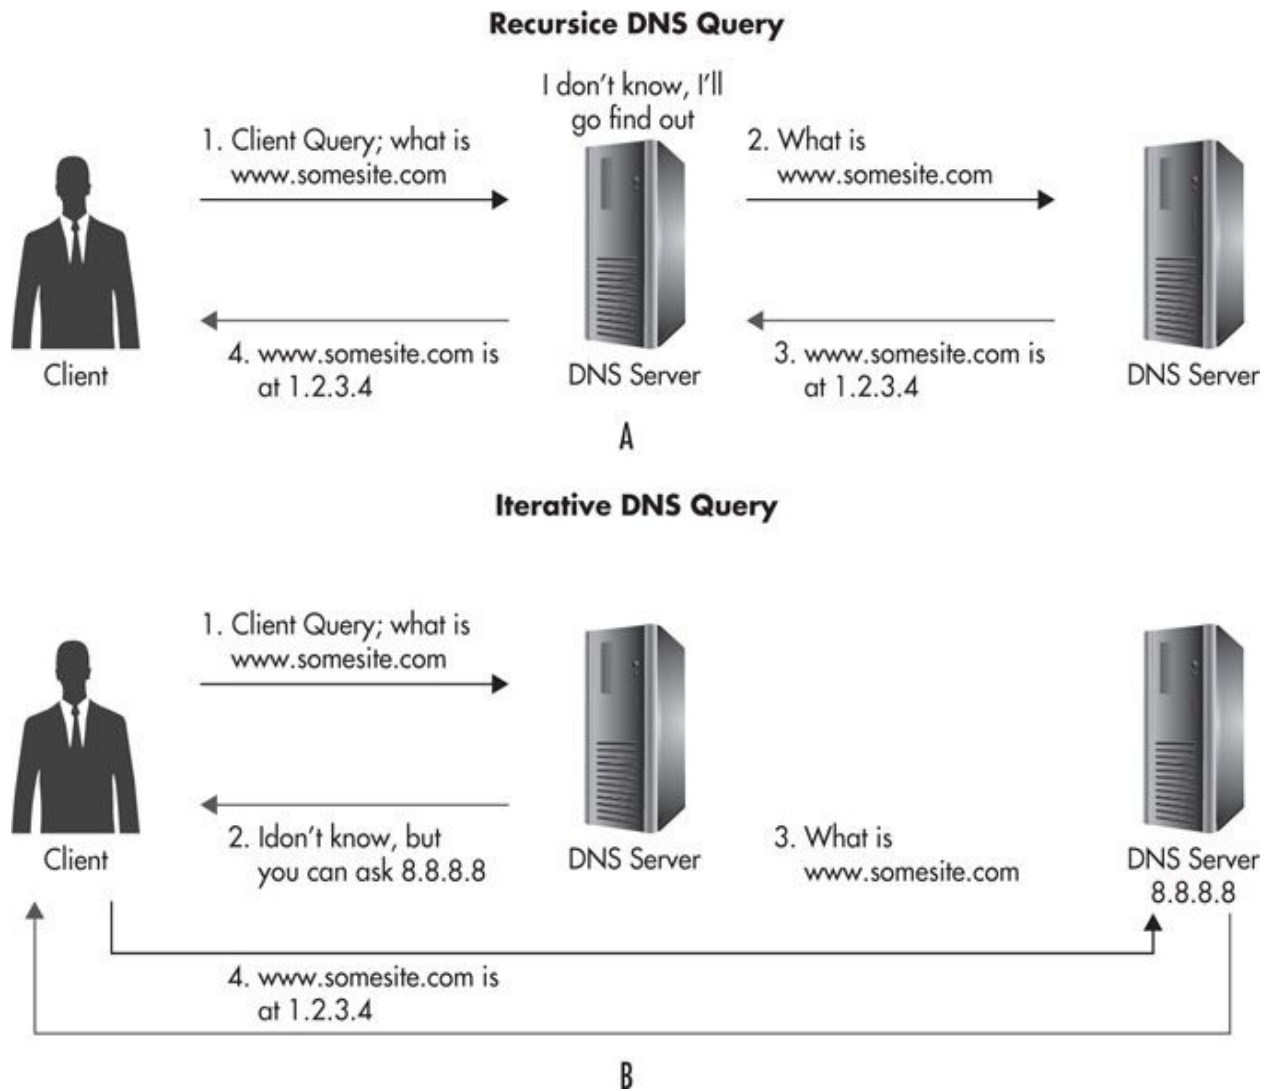 Recursice DNS Query
I don't know, I'll
go find out
1. Client Query; what is
www.somesite.com
2. What is
www.somesite.com
4. www.somesite.com is
at 1.2.3.4
3. www.somesite.com is
at 1.2.3.4
Client
DNS Server
DNS Server
A
Iterative DNS Query
1. Client Query; what is
www.somesite.com
2. Idon't know, but
you can ask 8.8.8.8
3. What is
www.somesite.com
Client
DNS Server
DNS Server
8.8.8.8
4. www.somesite.com is
at 1.2.3.4
B